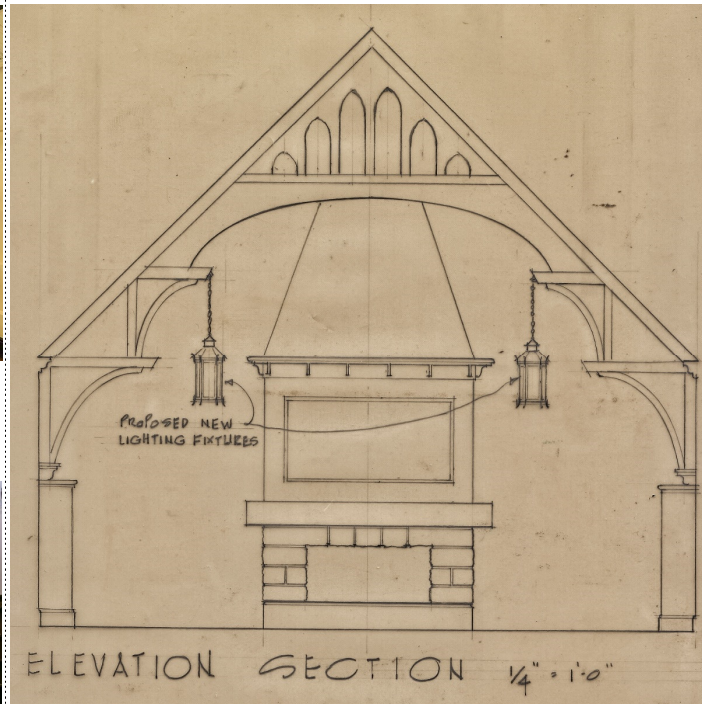 PROPOSED NEW
LIGHTING FIXTURES
ELEVATION SECTION 1/4" = 1'-0"